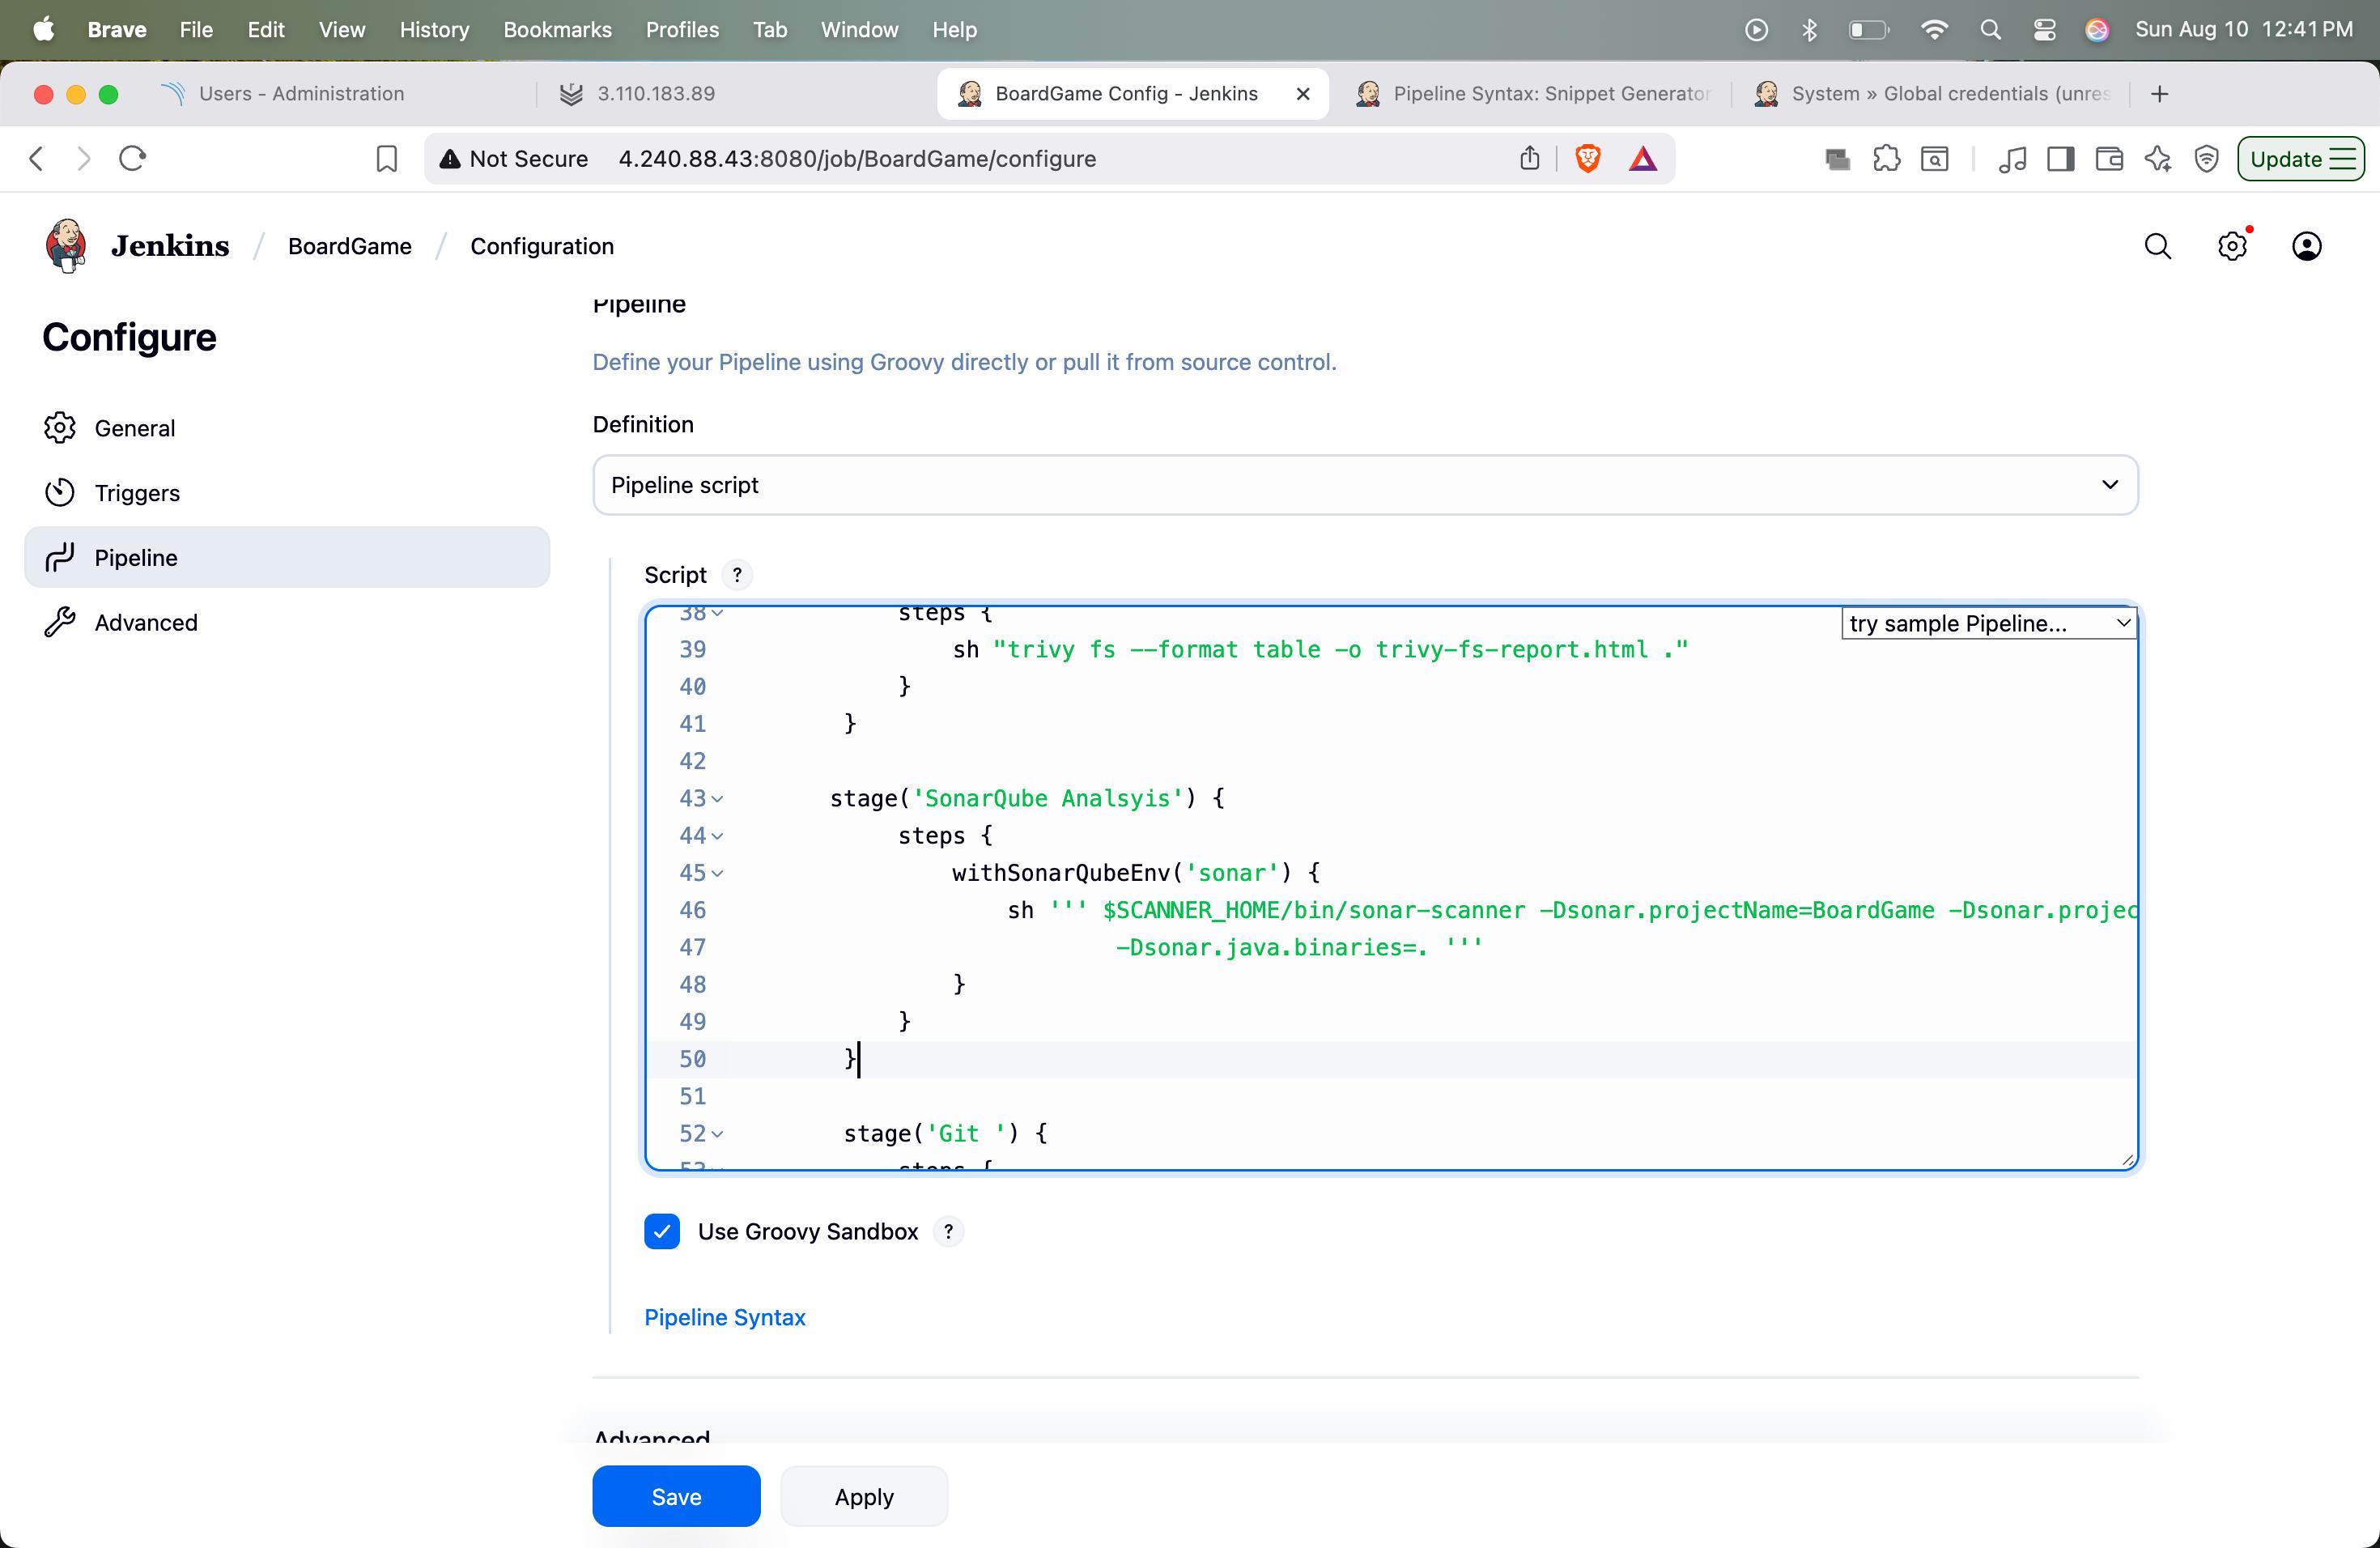 Brave File Edit View History Bookmarks Profiles Tab Window Help Sun Aug 10 12:41 PM
Users - Administration 3.110.183.89 BoardGame Config - Jenkins Pipeline Syntax: Snippet Generator System » Global credentials (unres
Not Secure 4.240.88.43:8080/job/BoardGame/configure Update
Jenkins / BoardGame / Configuration
Configure
General
Triggers
Pipeline
Advanced
Pipeline
Define your Pipeline using Groovy directly or pull it from source control.
Definition
Pipeline script
Script ?
try sample Pipeline...
38 steps {
39 sh "trivy fs --format table -o trivy-fs-report.html ."
40 }
41 }
42
43 stage('SonarQube Analsyis') {
44 steps {
45 withSonarQubeEnv('sonar') {
46 sh ''' $SCANNER_HOME/bin/sonar-scanner -Dsonar.projectName=BoardGame -Dsonar.projec
47 -Dsonar.java.binaries=. '''
48 }
49 }
50 }
51
52 stage('Git ') {
53 steps {
Use Groovy Sandbox ?
Pipeline Syntax
Advanced
Save Apply